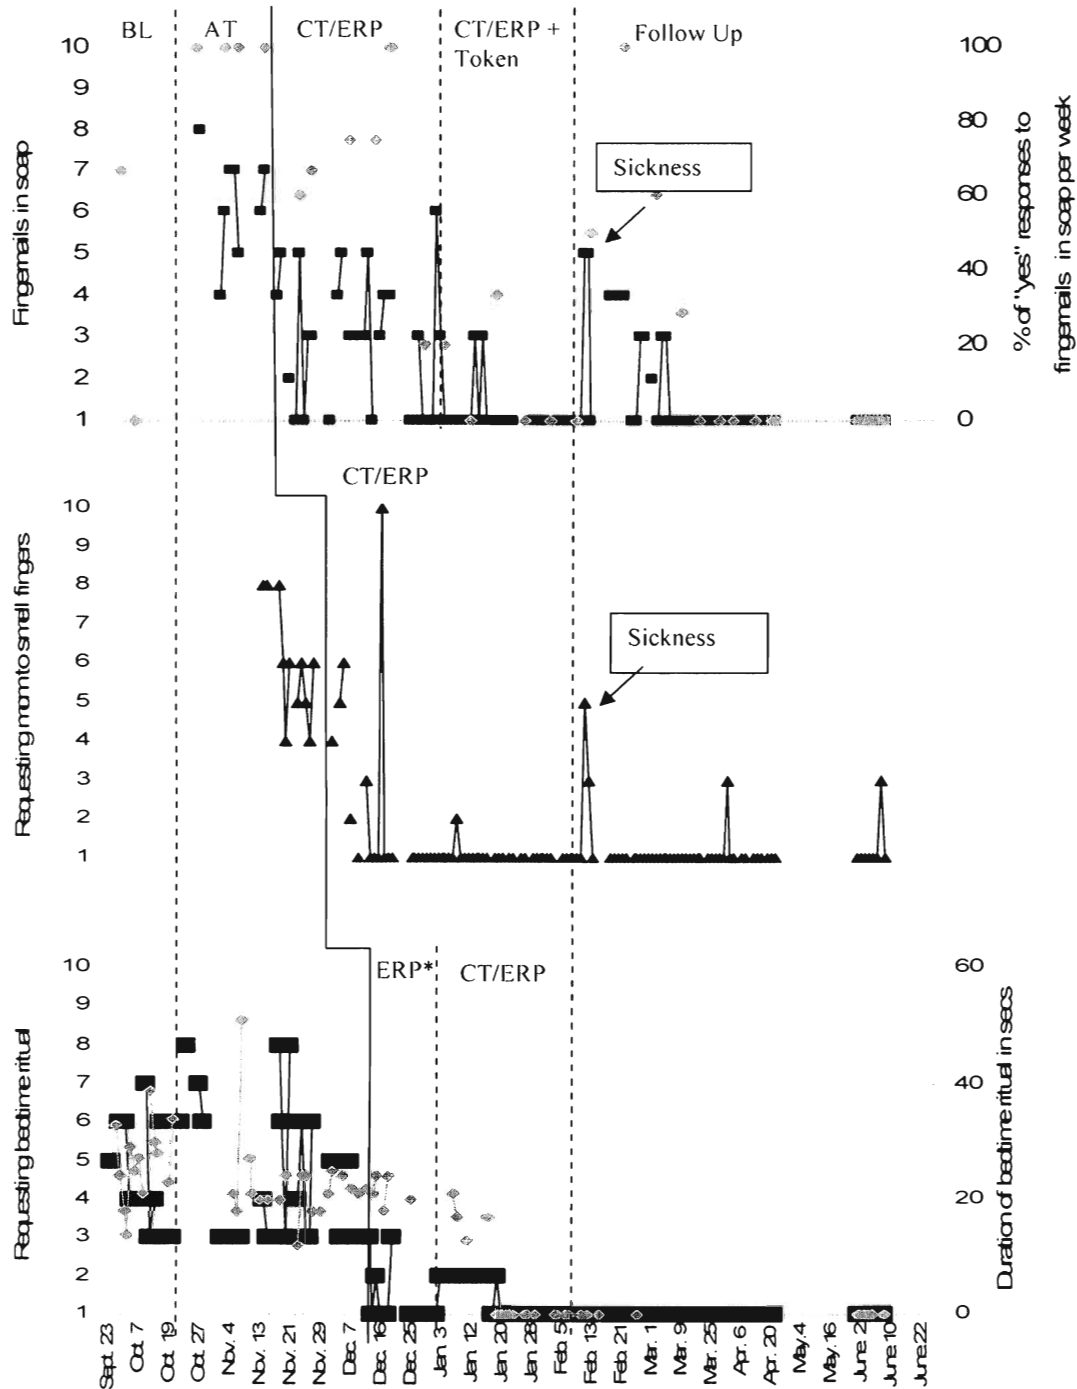 BL
AT
CT/ERP
CT/ERP +
Token
Follow Up
10
9
8
7
6
5
4
3
2
1
Fingernails in soap
100
80
60
40
20
0
% of "yes" responses to
fingernails in soap per week
Sickness
CT/ERP
10
9
8
7
6
5
4
3
2
1
Requesting mom to smell fingers
Sickness
ERP*
CT/ERP
10
9
8
7
6
5
4
3
2
1
Requesting bedtime ritual
60
40
20
0
Duration of bedtime ritual in secs
Sept. 23
Oct. 7
Oct. 19
Oct. 27
Nov. 4
Nov. 13
Nov. 21
Nov. 29
Dec. 7
Dec. 16
Dec. 25
Jan. 3
Jan. 12
Jan. 20
Jan. 28
Feb. 5
Feb. 13
Feb. 21
Mar. 1
Mar. 9
Mar. 25
Apr. 6
Apr. 20
May. 4
May. 16
June. 2
June. 10
June. 22